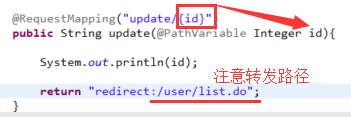 @RequestMapping("update/{id}")
public String update(@PathVariable Integer id){
System.out.println(id);
注意转发路径
return "redirect:/user/list.do";
}